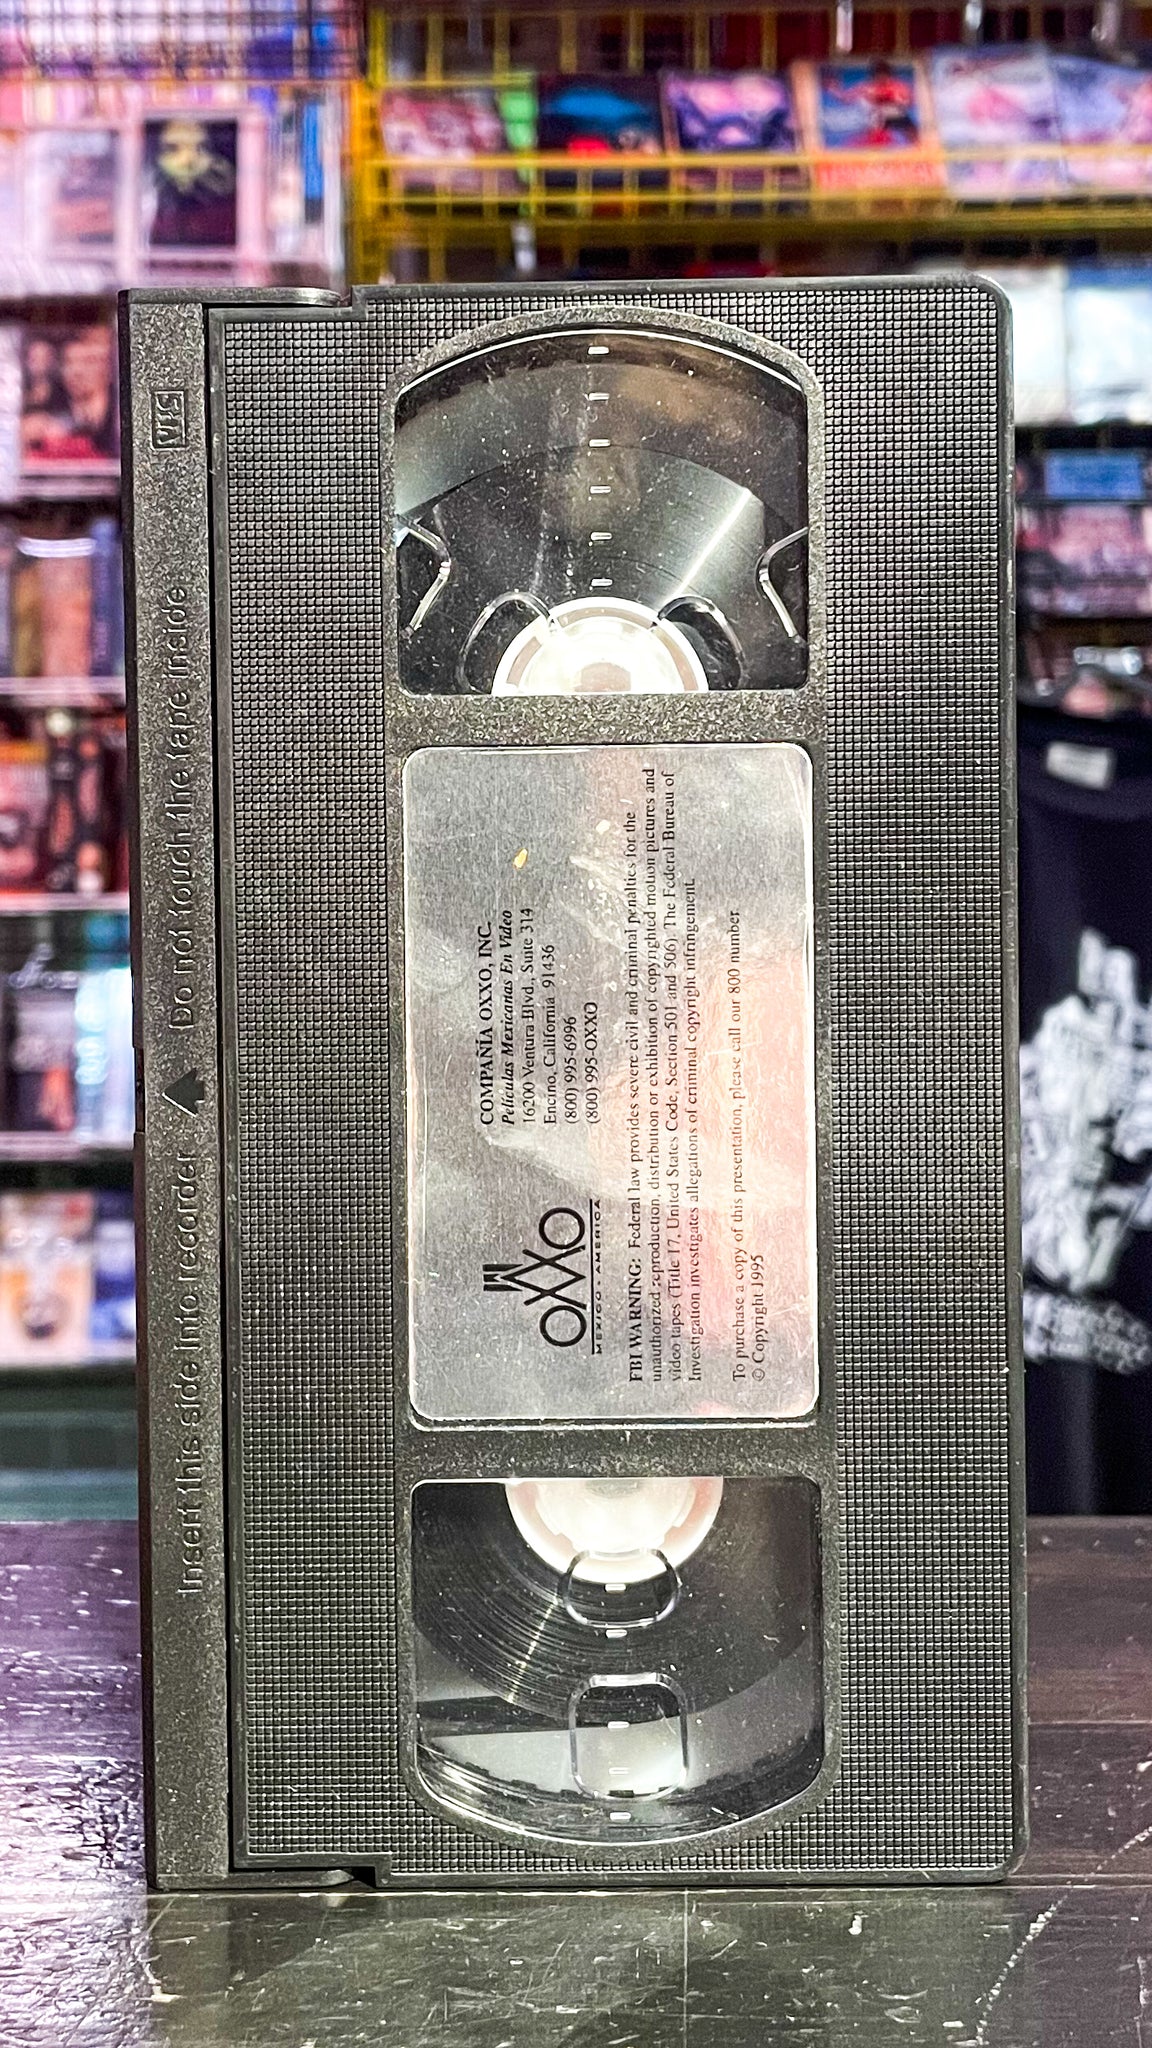 VHS
Insert this side into recorder
Do not touch the tape inside
COMPAÑIA OXXO, INC.
Peliculas Mexicanas En Video
16200 Ventura Blvd., Suite 314
Encino, California 91436
(800) 995-6996
(800) 995-OXXO
OXXO
MEXICO • AMERICA
FBI WARNING: Federal law provides severe civil and criminal penalties for the
unauthorized reproduction, distribution or exhibition of copyrighted motion pictures and
video tapes (Title 17, United States Code, Section 501 and 506). The Federal Bureau of
Investigation investigates allegations of criminal copyright infringement.
To purchase a copy of this presentation, please call our 800 number.
© Copyright 1995